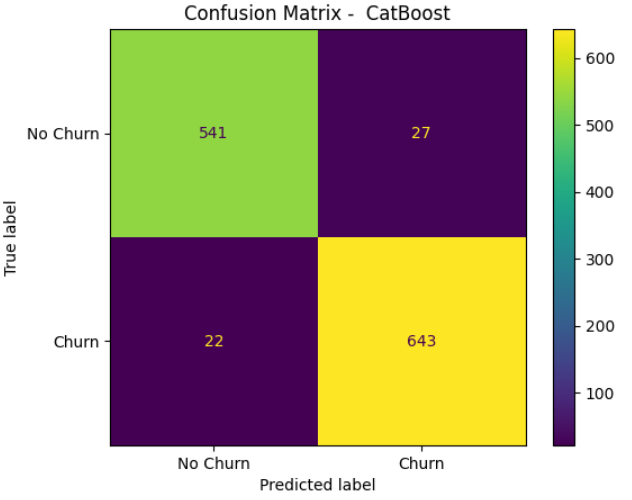 Confusion Matrix -  CatBoost
True label
No Churn
541
27
Churn
22
643
No Churn
Churn
Predicted label
600
500
400
300
200
100